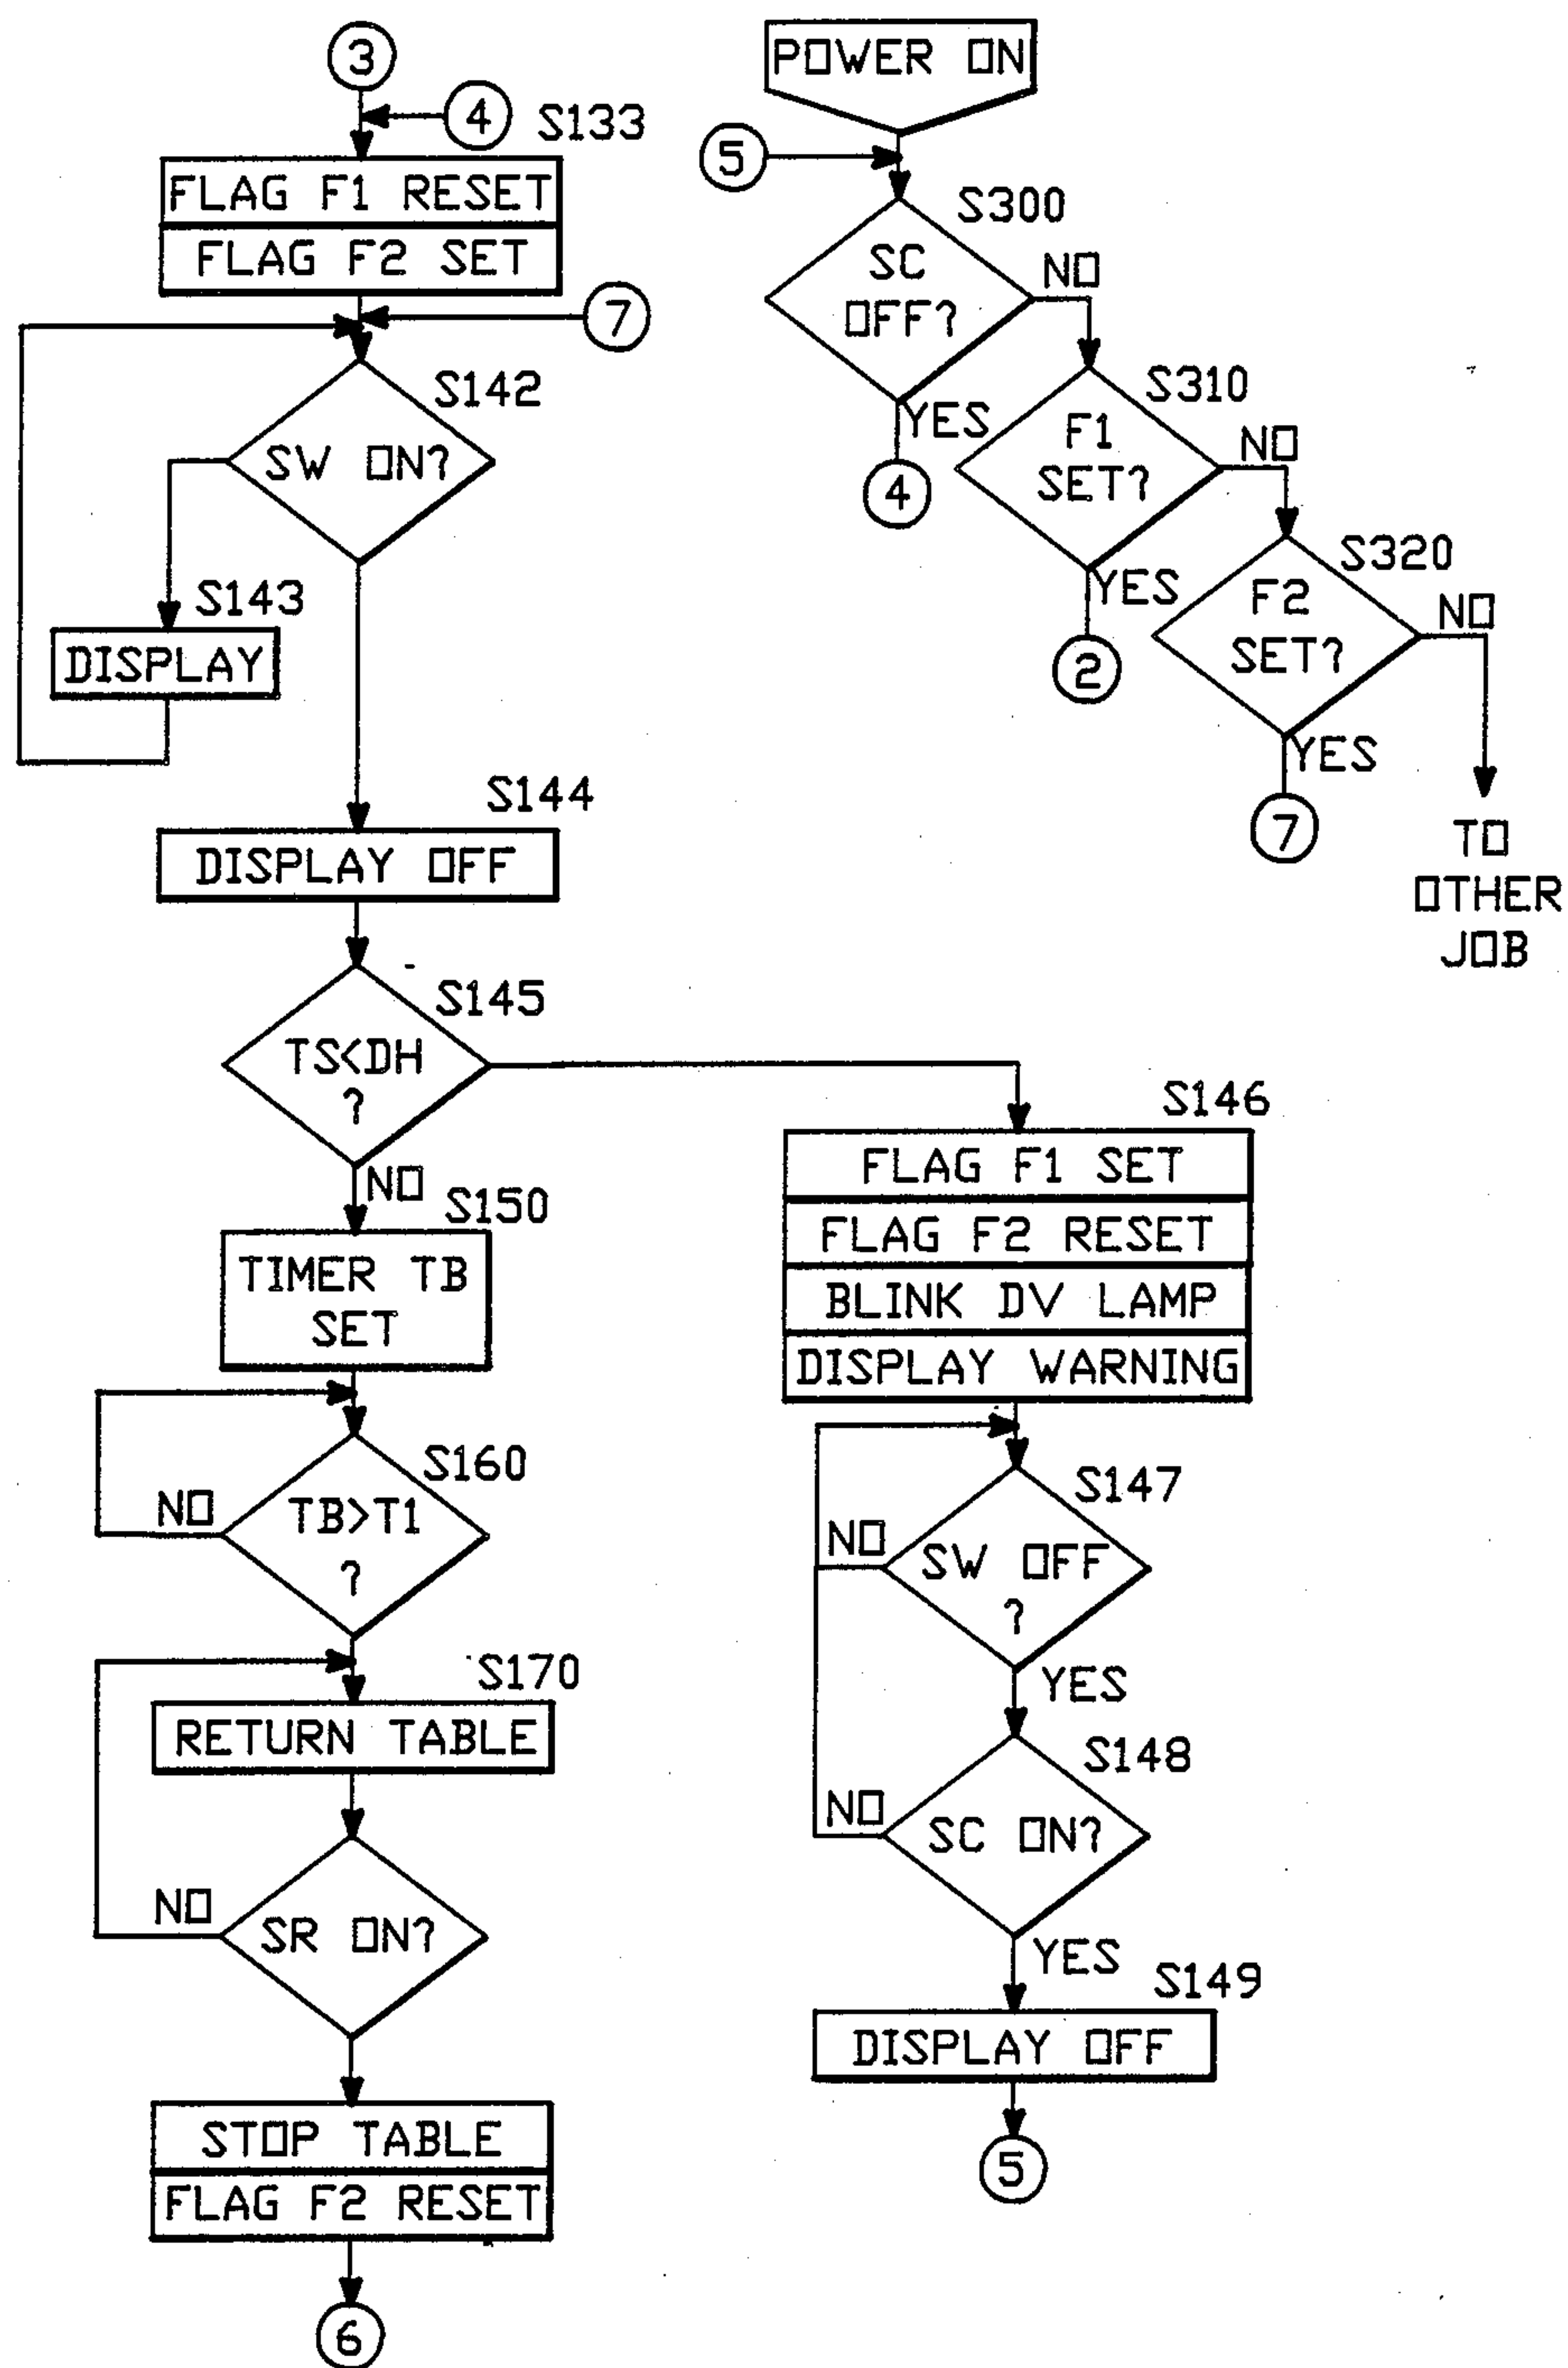 3
4
S133
FLAG F1 RESET
FLAG F2 SET
7
S142
SW ON?
S143
DISPLAY
S144
DISPLAY OFF
S145
TS<DH
?
NO
S150
TIMER TB
SET
S160
NO
TB>T1
?
S170
RETURN TABLE
NO
SR ON?
STOP TABLE
FLAG F2 RESET
6
POWER ON
5
S300
SC
OFF?
NO
YES
4
S310
F1
SET?
NO
YES
2
S320
F2
SET?
NO
YES
7
TO
OTHER
JOB
S146
FLAG F1 SET
FLAG F2 RESET
BLINK DV LAMP
DISPLAY WARNING
S147
NO
SW OFF
?
YES
S148
NO
SC ON?
YES
S149
DISPLAY OFF
5